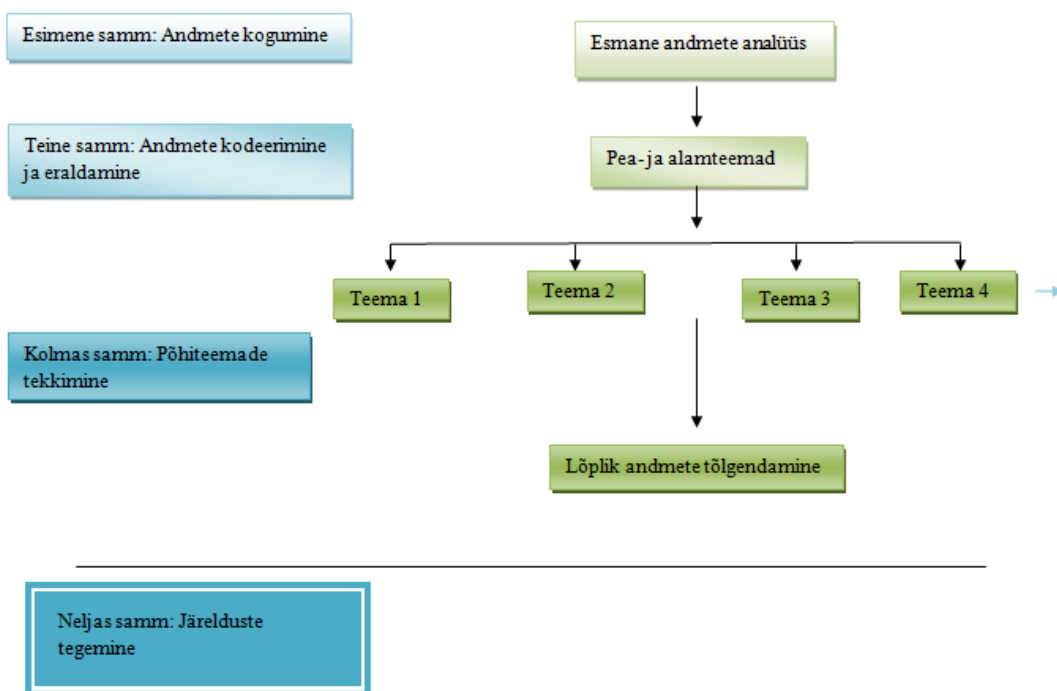 Esimene samm: Andmete kogumine
Esmane andmete analüüs
Teine samm: Andmete kodeerimine
ja eraldamine
Pea-ja alamteemad
Teema 1
Teema 2
Teema 3
Teema 4
Kolmas samm: Põhiteemade
tekkimine
Lõplik andmete tõlgendamine
Neljas samm: Järelduste
tegemine